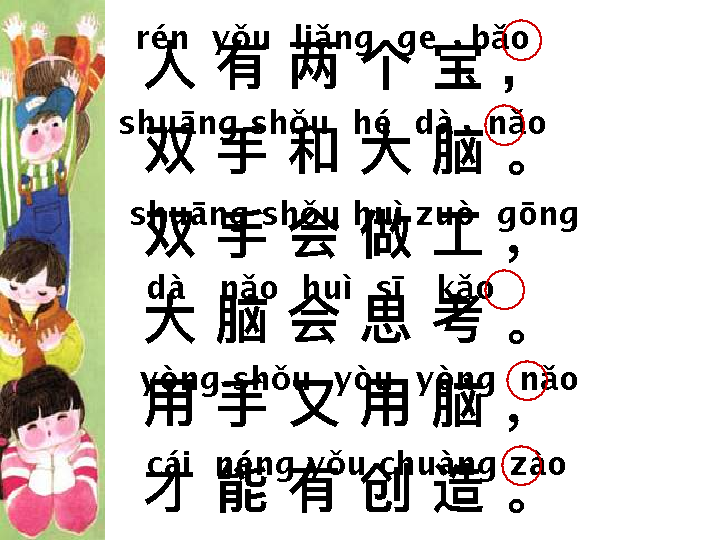 rén yǒu liǎng ge bǎo
人有两个宝，
shuāng shǒu hé dà nǎo
双手和大脑。
shuāng shǒu huì zuò gōng
双手会做工，
dà nǎo huì sī kǎo
大脑会思考。
yòng shǒu yòu yòng nǎo
用手又用脑，
cái néng yǒu chuàng zào
才能有创造。